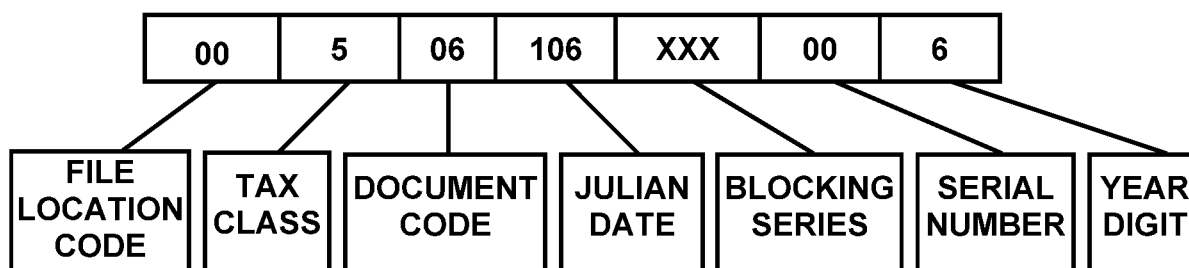 00 5 06 106 XXX 00 6
FILE LOCATION CODE
TAX CLASS
DOCUMENT CODE
JULIAN DATE
BLOCKING SERIES
SERIAL NUMBER
YEAR DIGIT